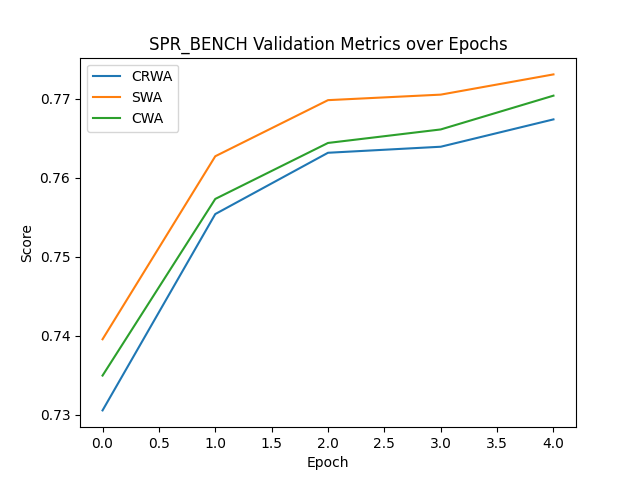 SPR_BENCH Validation Metrics over Epochs
CRWA
SWA
CWA
Score
0.77
0.76
0.75
0.74
0.73
0.0 0.5 1.0 1.5 2.0 2.5 3.0 3.5 4.0
Epoch